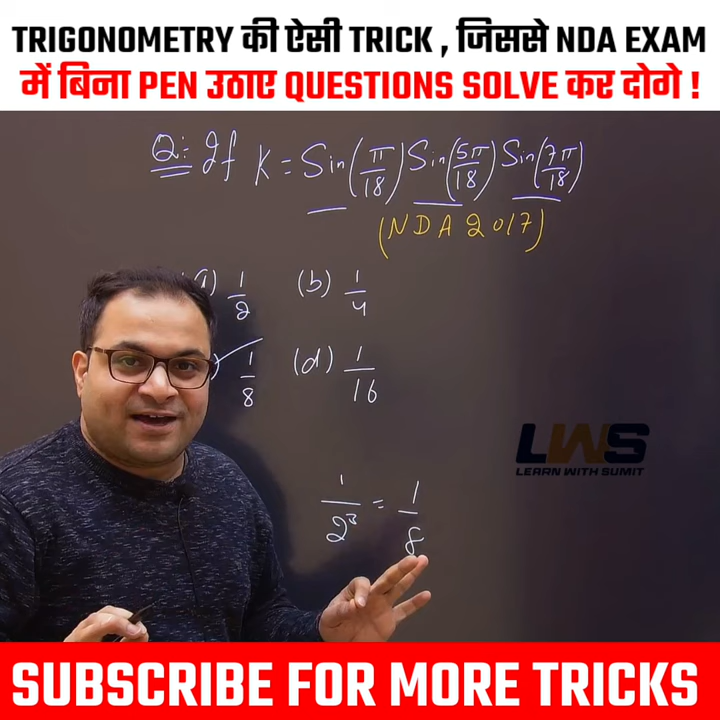 TRIGONOMETRY की ऐसी TRICK , जिससे NDA EXAM
में बिना PEN उठाए QUESTIONS SOLVE कर दोगे !
Q: If K = Sin(π/18) Sin(5π/18) Sin(7π/18)
(NDA 2017)
a) 1/2 (b) 1/4
) 1/8 (d) 1/16
LWS
LEARN WITH SUMIT
1/2³ = 1/8
SUBSCRIBE FOR MORE TRICKS